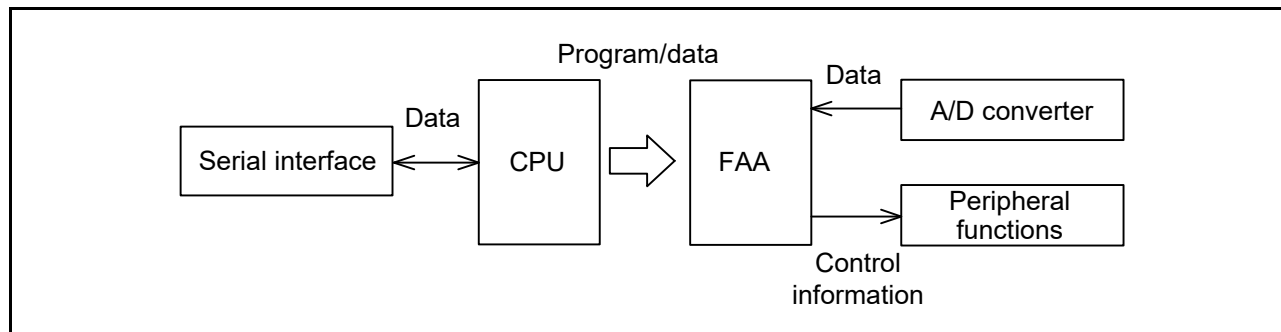 Program/data
Data
Data
Serial interface
CPU
FAA
A/D converter
Peripheral
functions
Control
information